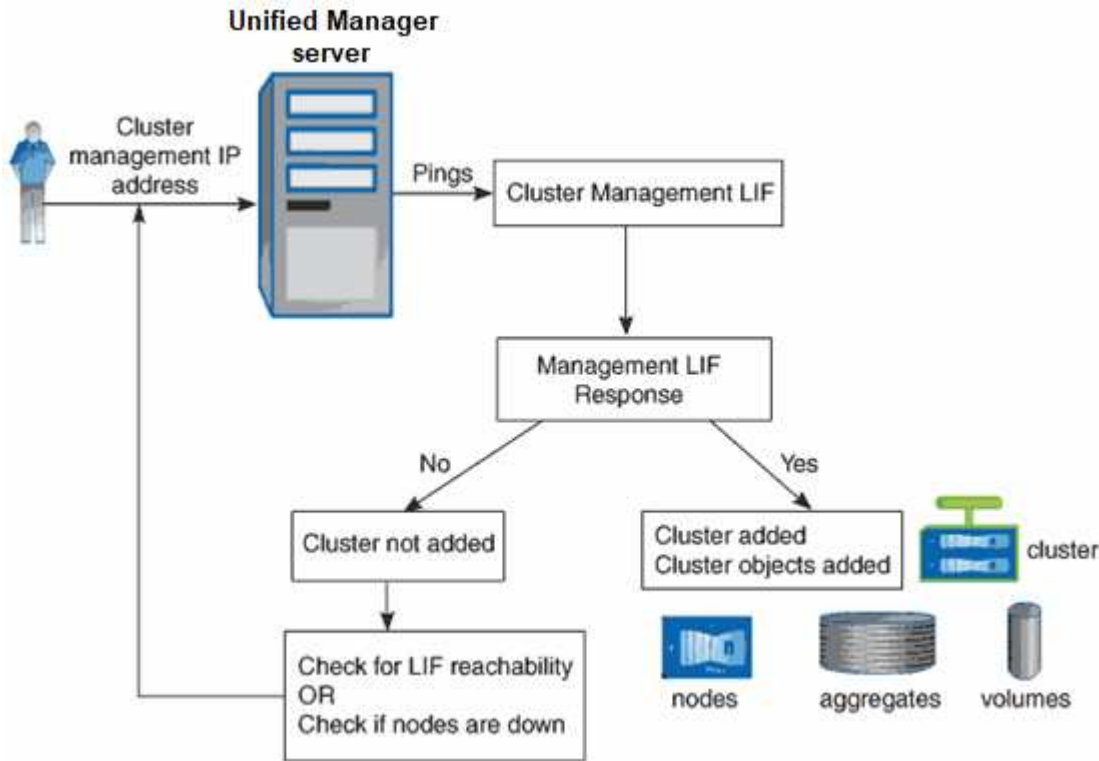 Unified Manager
server
Cluster
management IP
address
Pings
Cluster Management LIF
Management LIF
Response
No
Yes
Cluster not added
Cluster added
Cluster objects added
cluster
Check for LIF reachability
OR
Check if nodes are down
nodes
aggregates
volumes